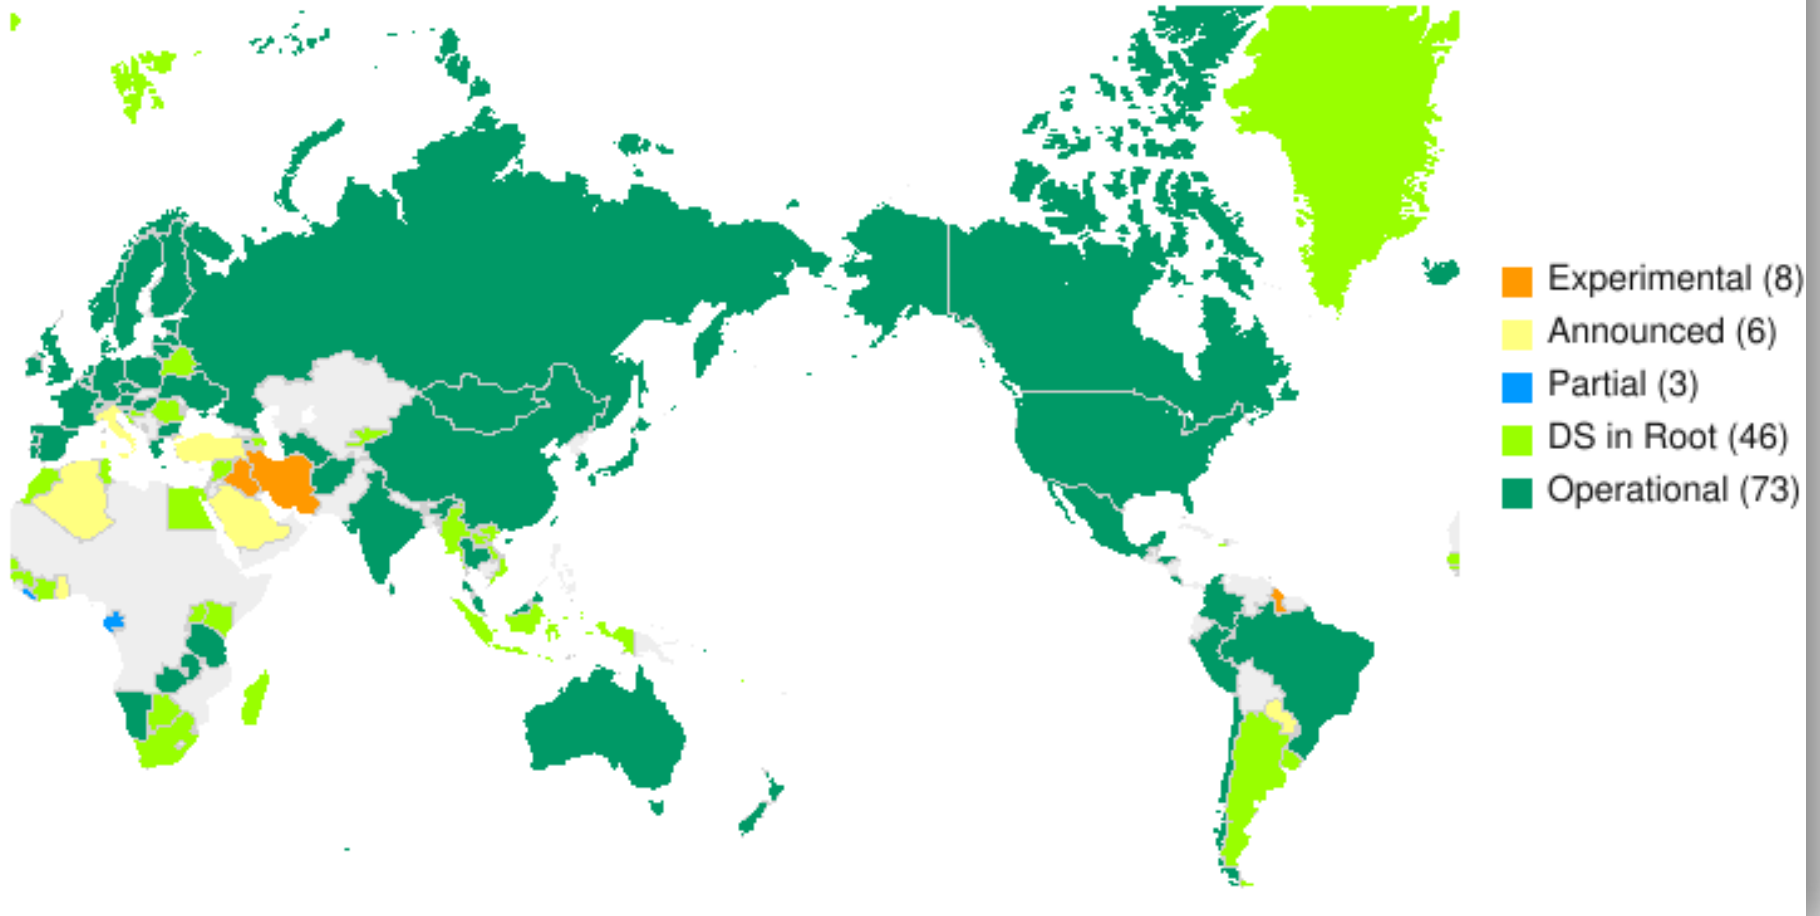 Experimental (8)
Announced (6)
Partial (3)
DS in Root (46)
Operational (73)